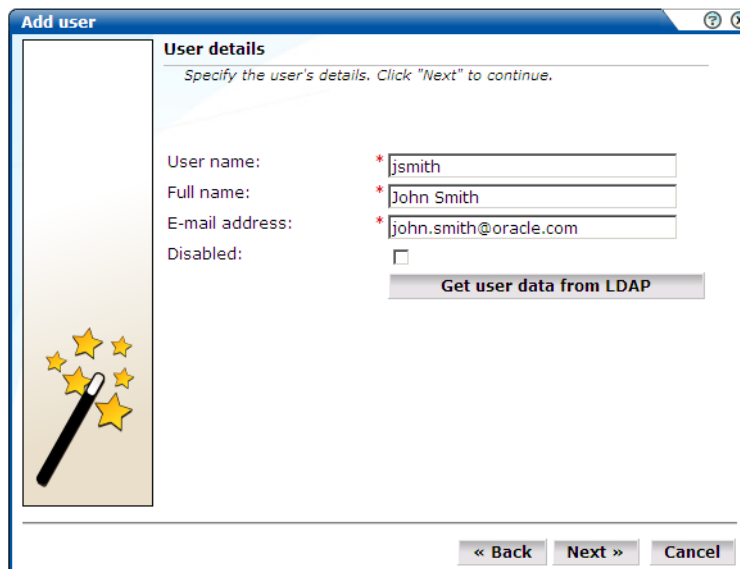 Add user
User details
Specify the user's details. Click "Next" to continue.
User name: * jsmith
Full name: * John Smith
E-mail address: * john.smith@oracle.com
Disabled:
Get user data from LDAP
« Back Next » Cancel